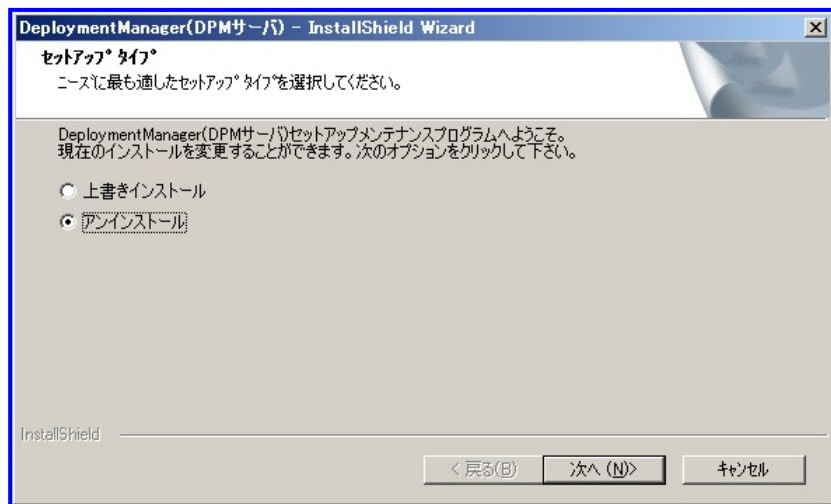 DeploymentManager(DPMサーバ) - InstallShield Wizard
セットアップ タイプ
ニーズに最も適したセットアップ タイプを選択してください。
DeploymentManager(DPMサーバ)セットアップメンテナンスプログラムへようこそ。
現在のインストールを変更することができます。次のオプションをクリックして下さい。
上書きインストール
アンインストール
InstallShield
< 戻る(B) 次へ (N)> キャンセル